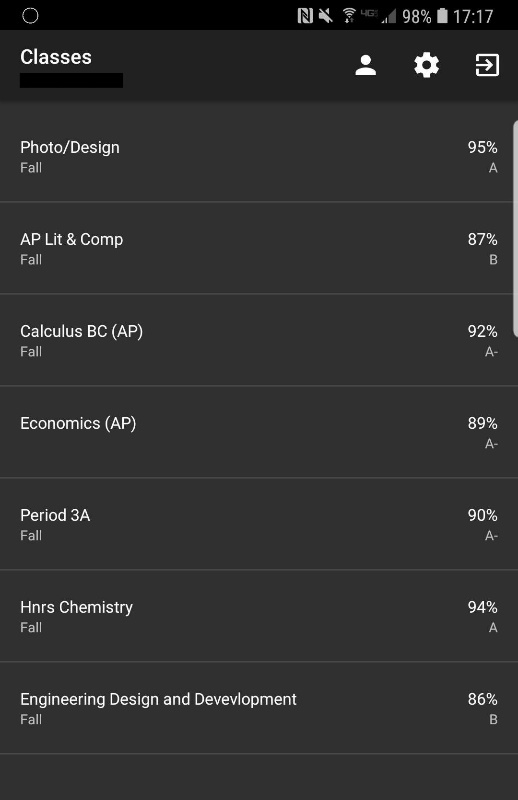 4G 98% 17:17
Classes
Photo/Design 95%
Fall A
AP Lit & Comp 87%
Fall B
Calculus BC (AP) 92%
Fall A-
Economics (AP) 89%
A-
Period 3A 90%
Fall A-
Hnrs Chemistry 94%
Fall A
Engineering Design and Devevlopment 86%
Fall B